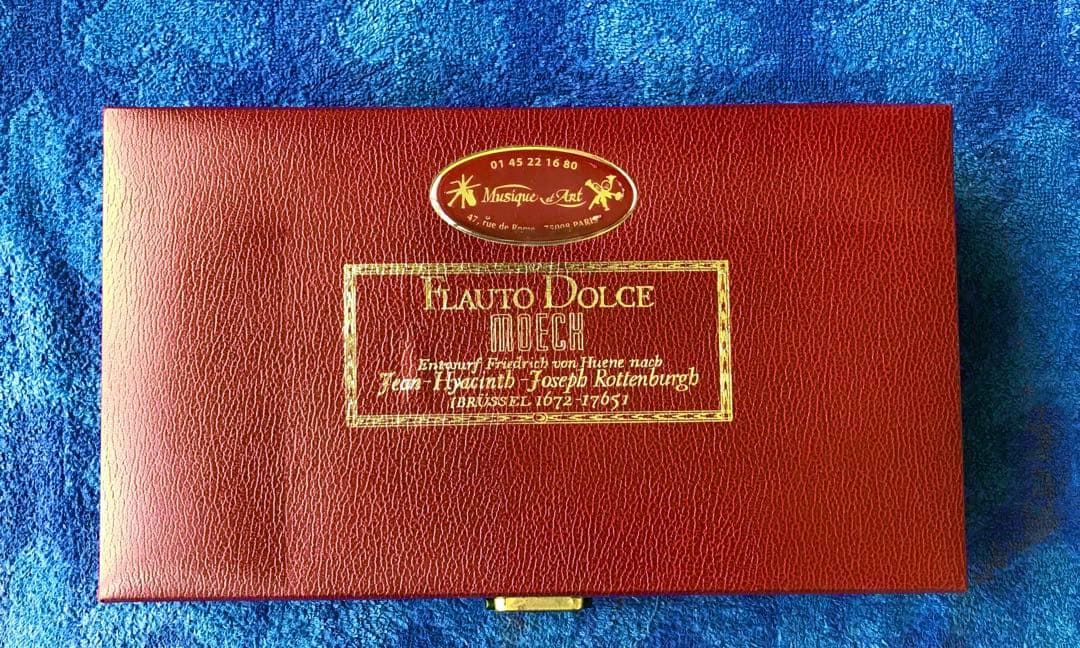 01 45 22 16 80
Musique et Art
47, rue de Rome - 75008 PARIS
FLAUTO DOLCE
MOECK
Entwurf Friedrich von Huene nach
Jean-Hyacinth-Joseph Rottenburgh
(BRÜSSEL 1672-1765)